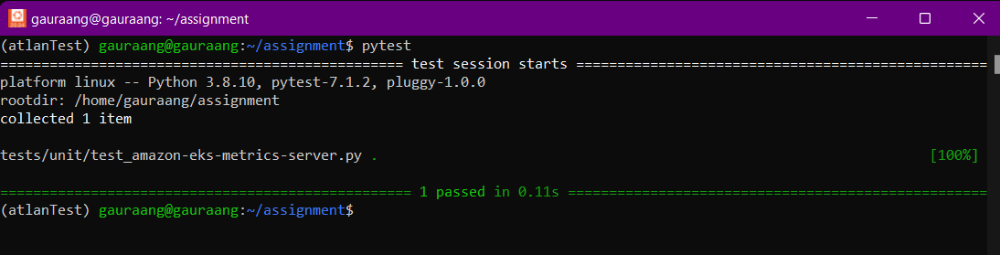 gauraang@gauraang: ~/assignment
(atlanTest) gauraang@gauraang:~/assignment$ pytest
================================================= test session starts ==================================================
platform linux -- Python 3.8.10, pytest-7.1.2, pluggy-1.0.0
rootdir: /home/gauraang/assignment
collected 1 item
tests/unit/test_amazon-eks-metrics-server.py . [100%]
================================================== 1 passed in 0.11s ===================================================
(atlanTest) gauraang@gauraang:~/assignment$